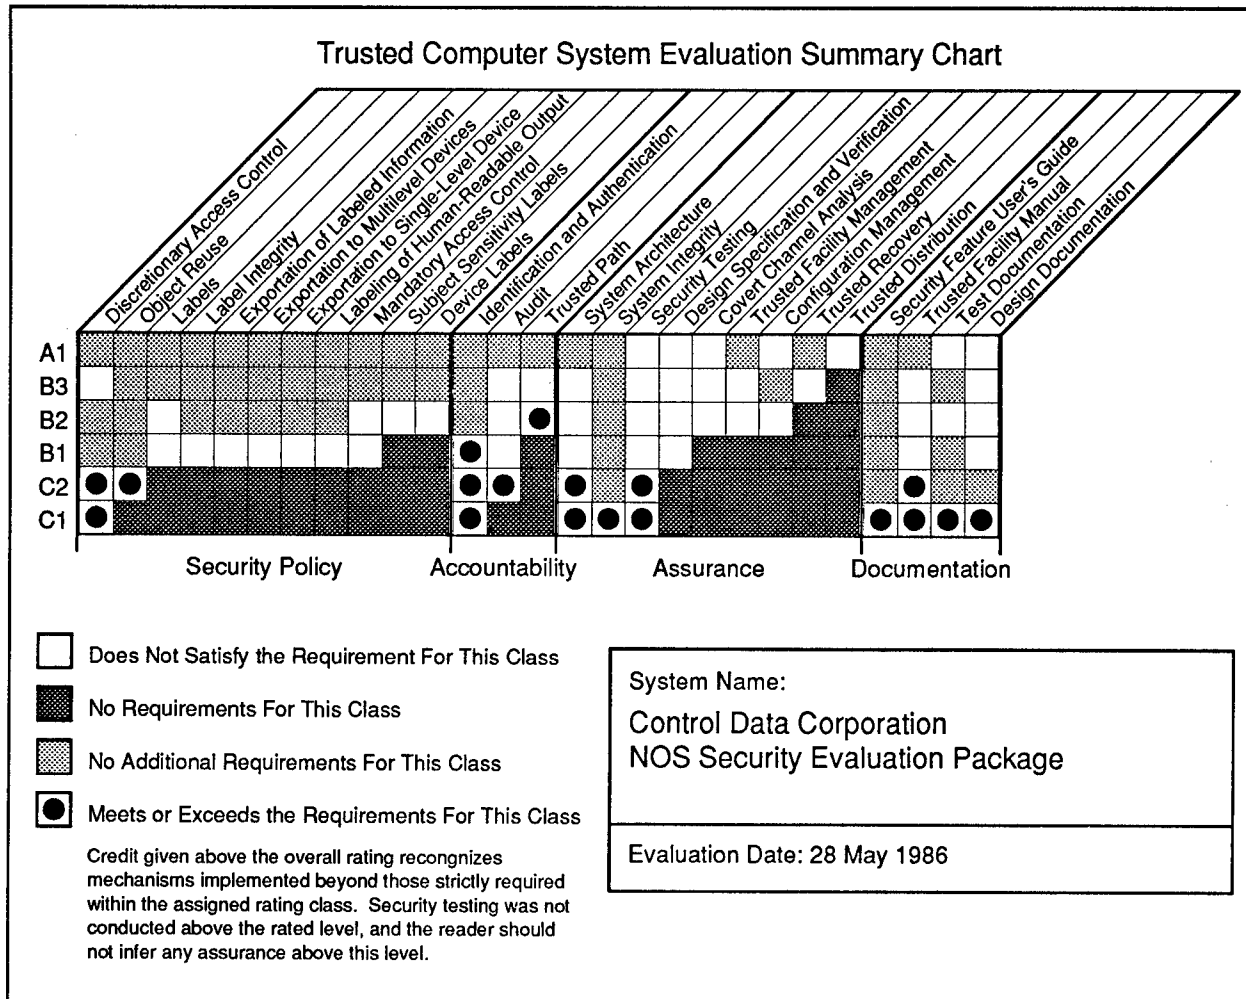 Trusted Computer System Evaluation Summary Chart
Discretionary Access Control
Object Reuse
Labels
Label Integrity
Exportation of Labeled Information
Exportation to Multilevel Devices
Exportation to Single-Level Device
Labeling of Human-Readable Output
Mandatory Access Control
Subject Sensitivity Labels
Device Labels
Identification and Authentication
Audit
Trusted Path
System Architecture
System Integrity
Security Testing
Design Specification and Verification
Covert Channel Analysis
Trusted Facility Management
Configuration Management
Trusted Recovery
Trusted Distribution
Security Feature User's Guide
Trusted Facility Manual
Test Documentation
Design Documentation
A1
B3
B2
B1
C2
C1
Security Policy
Accountability
Assurance
Documentation
Does Not Satisfy the Requirement For This Class
No Requirements For This Class
No Additional Requirements For This Class
Meets or Exceeds the Requirements For This Class
Credit given above the overall rating recongnizes
mechanisms implemented beyond those strictly required
within the assigned rating class. Security testing was not
conducted above the rated level, and the reader should
not infer any assurance above this level.
System Name:
Control Data Corporation
NOS Security Evaluation Package
Evaluation Date: 28 May 1986